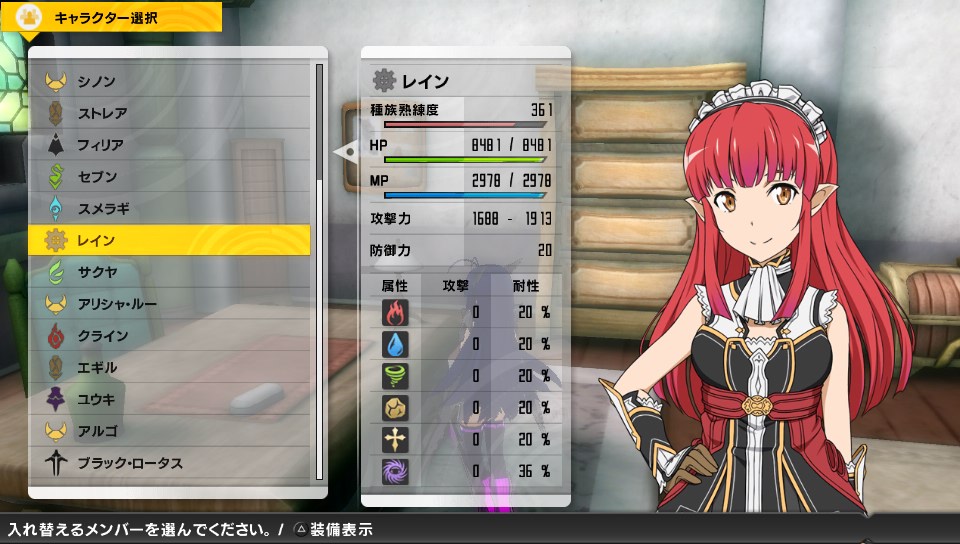 キャラクター選択
シノン
ストレア
フィリア
セブン
スメラギ
レイン
サクヤ
アリシャ・ルー
クライン
エギル
ユウキ
アルゴ
ブラック・ロータス
レイン
種族熟練度 361
HP 8481 / 8481
MP 2978 / 2978
攻撃力 1688 - 1913
防御力 20
属性 攻撃 耐性
0 20 %
0 20 %
0 20 %
0 20 %
0 20 %
0 36 %
入れ替えるメンバーを選んでください。 / △装備表示